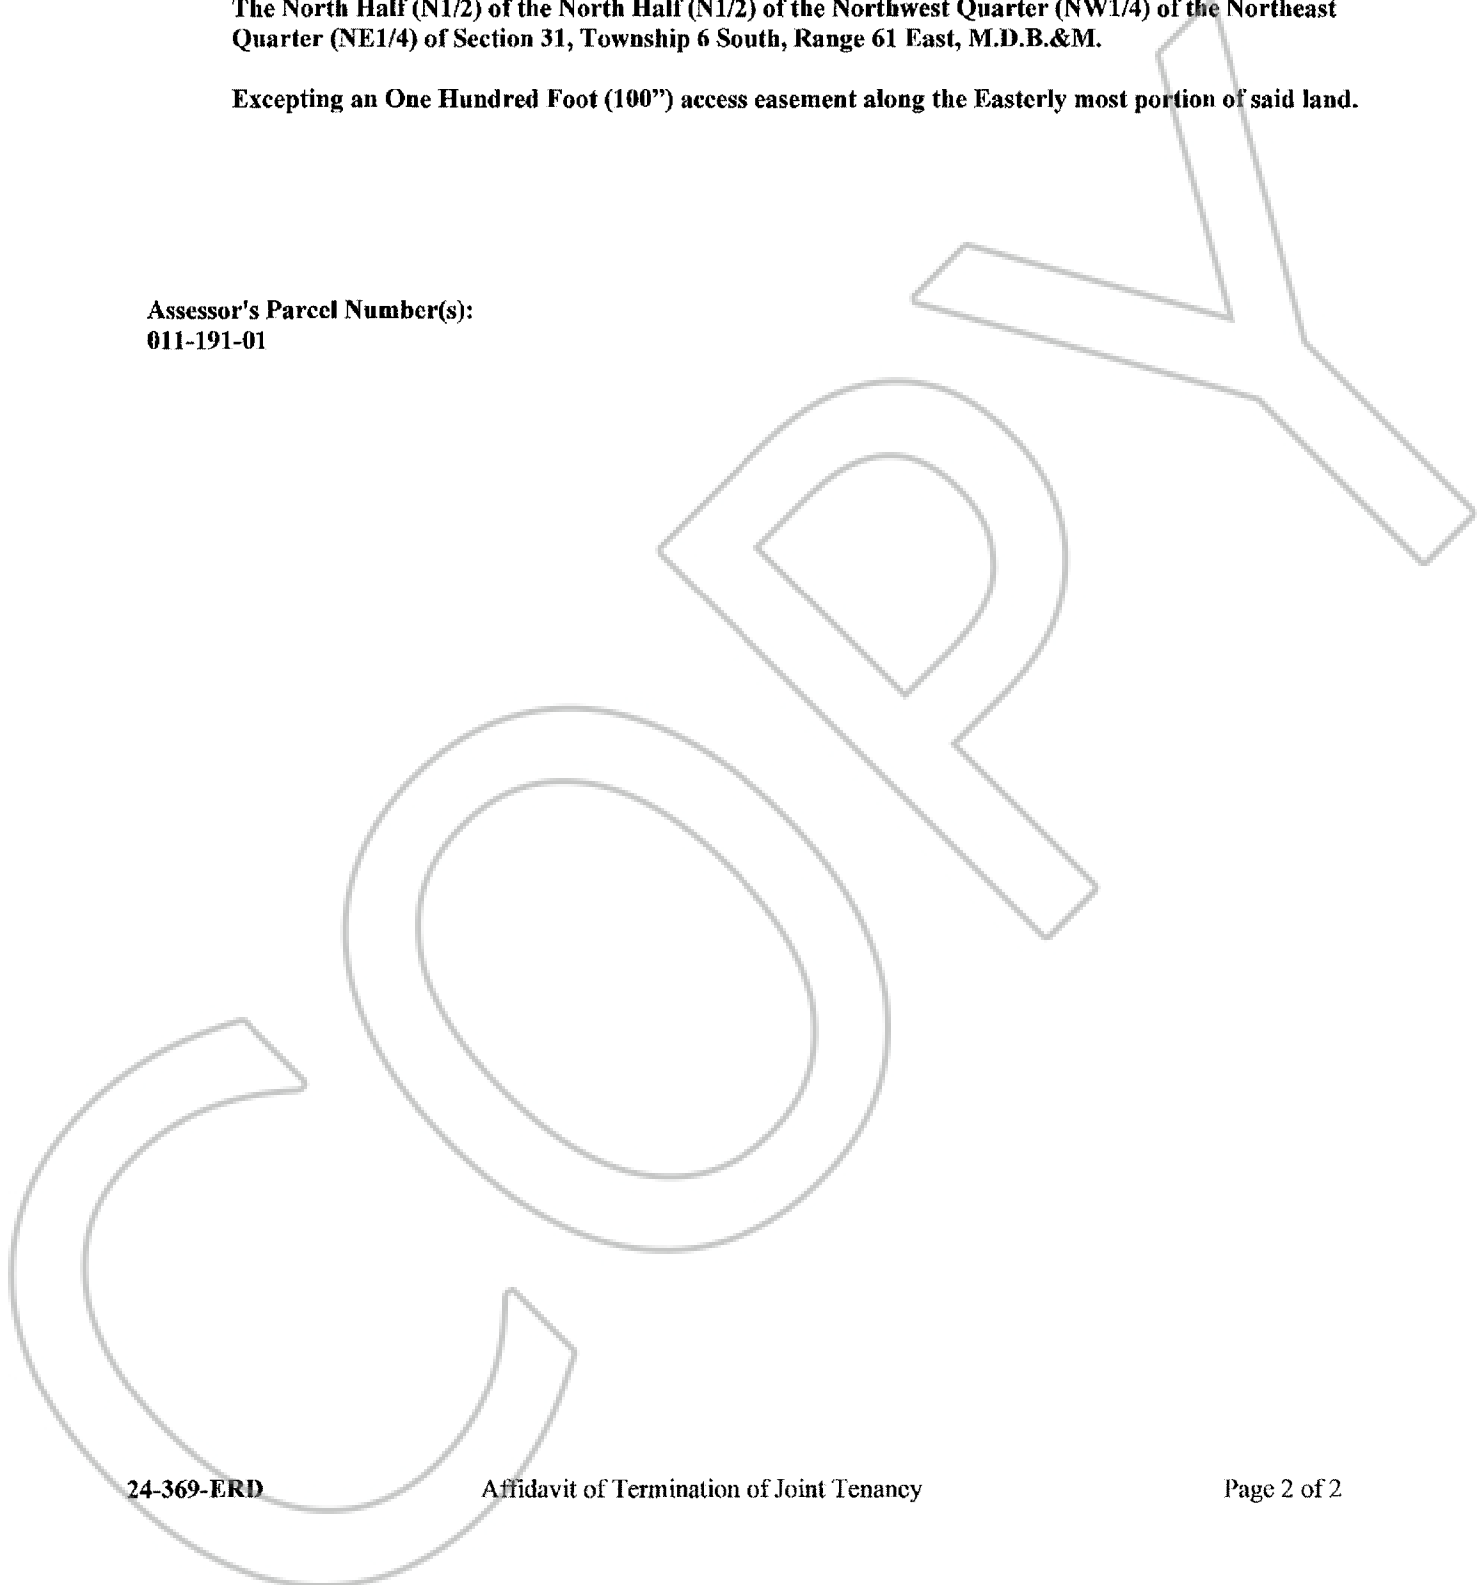 The North Half (N1/2) of the North Half (N1/2) of the Northwest Quarter (NW1/4) of the Northeast
Quarter (NE1/4) of Section 31, Township 6 South, Range 61 East, M.D.B.&M.
Excepting an One Hundred Foot (100”) access easement along the Easterly most portion of said land.
Assessor's Parcel Number(s):
011-191-01
COPY
24-369-ERD Affidavit of Termination of Joint Tenancy Page 2 of 2